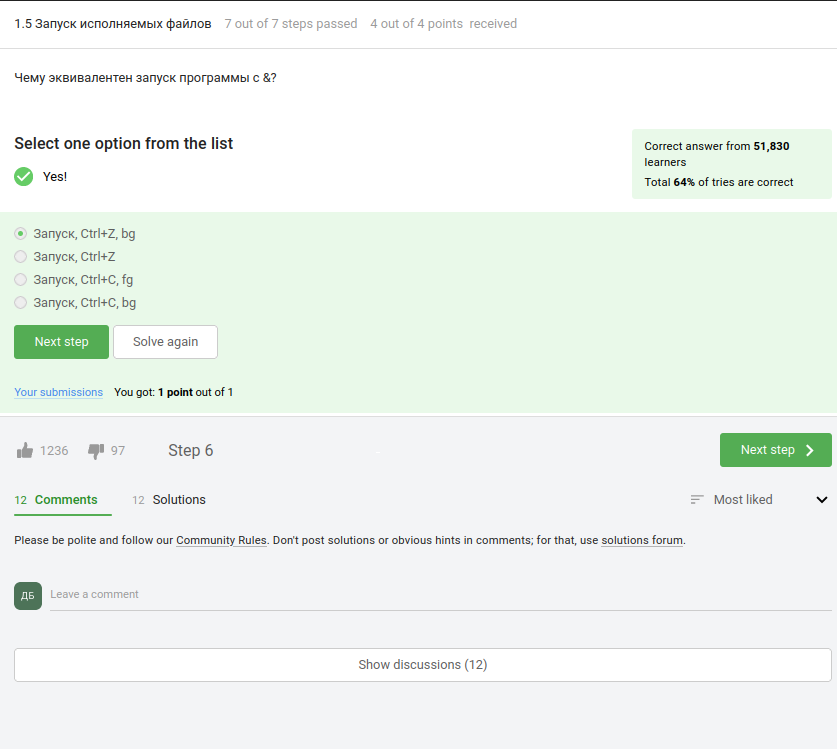 1.5 Запуск исполняемых файлов 7 out of 7 steps passed 4 out of 4 points received
Чему эквивалентен запуск программы с &?
Select one option from the list
Yes!
Correct answer from 51,830
learners
Total 64% of tries are correct
Запуск, Ctrl+Z, bg
Запуск, Ctrl+Z
Запуск, Ctrl+C, fg
Запуск, Ctrl+C, bg
Next step Solve again
Your submissions You got: 1 point out of 1
1236 97 Step 6 Next step
12 Comments 12 Solutions Most liked
Please be polite and follow our Community Rules. Don't post solutions or obvious hints in comments; for that, use solutions forum.
ДБ Leave a comment
Show discussions (12)